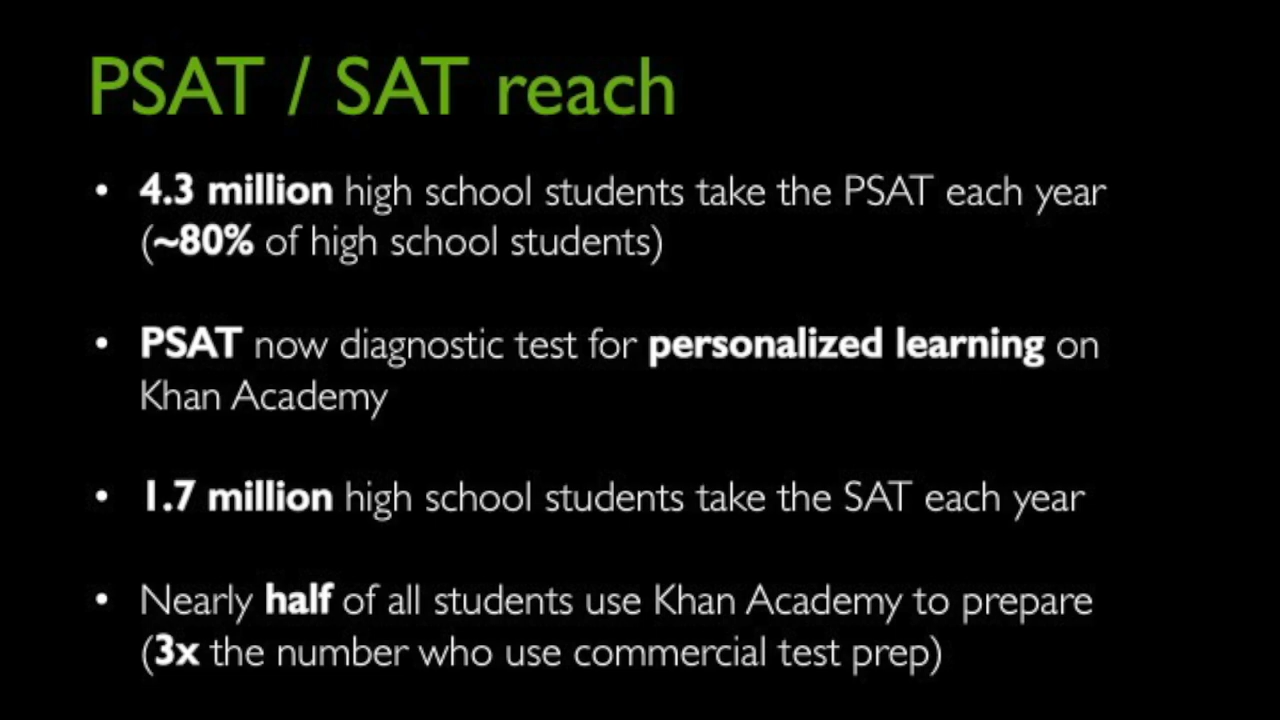 PSAT / SAT reach
• 4.3 million high school students take the PSAT each year
(~80% of high school students)
• PSAT now diagnostic test for personalized learning on
Khan Academy
• 1.7 million high school students take the SAT each year
• Nearly half of all students use Khan Academy to prepare
(3x the number who use commercial test prep)